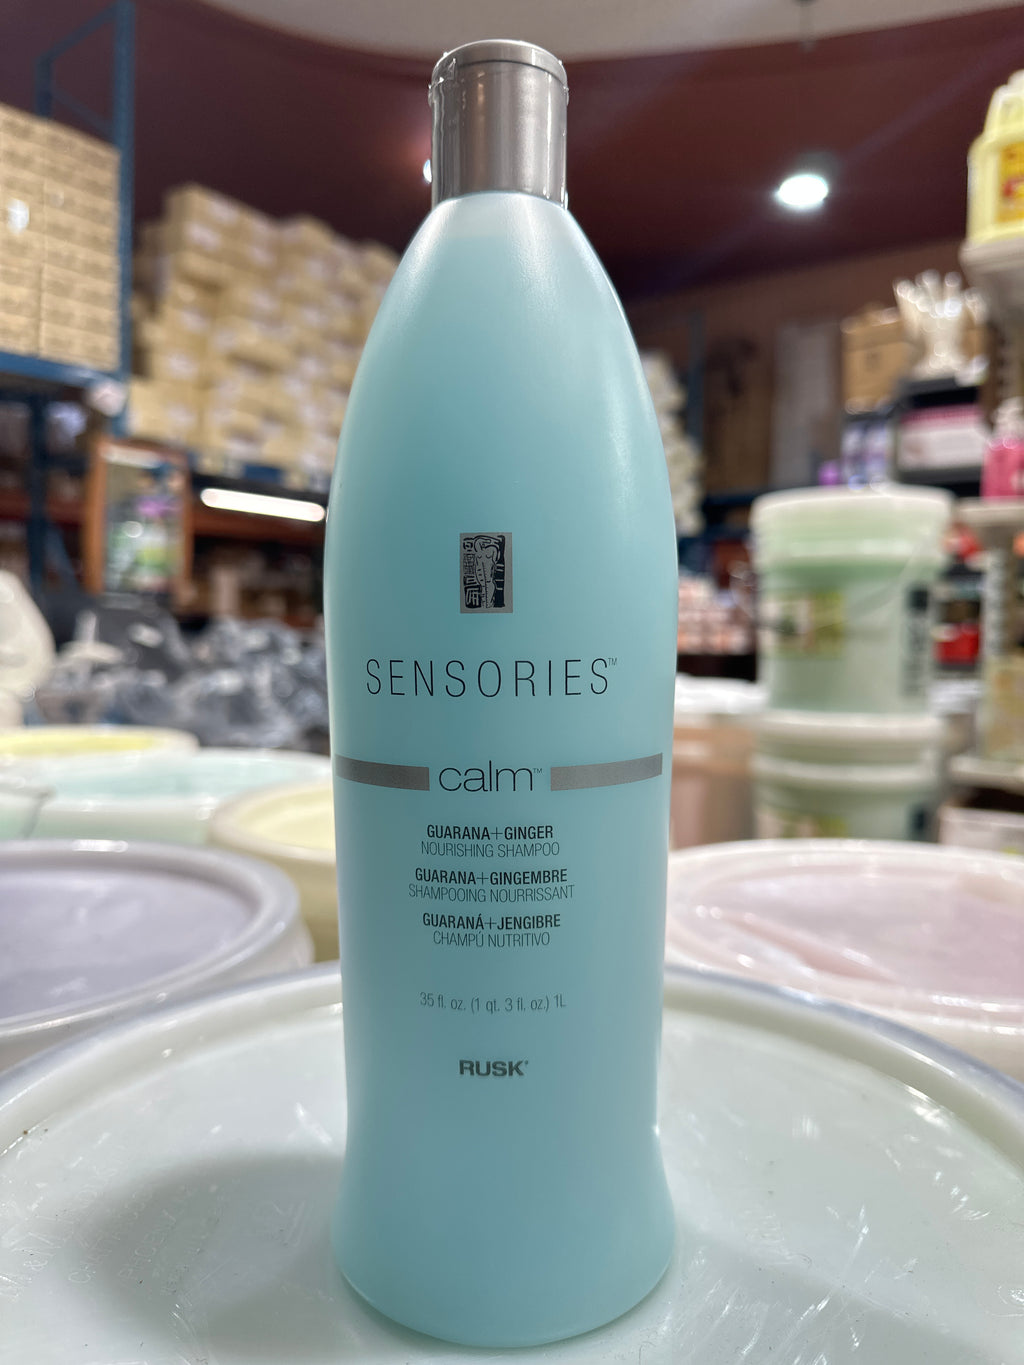 SENSORIES™
calm™
GUARANA+GINGER
NOURISHING SHAMPOO
GUARANA+GINGEMBRE
SHAMPOOING NOURRISSANT
GUARANÁ+JENGIBRE
CHAMPÚ NUTRITIVO
35 fl. oz. (1 qt. 3 fl. oz.) 1L
RUSK®